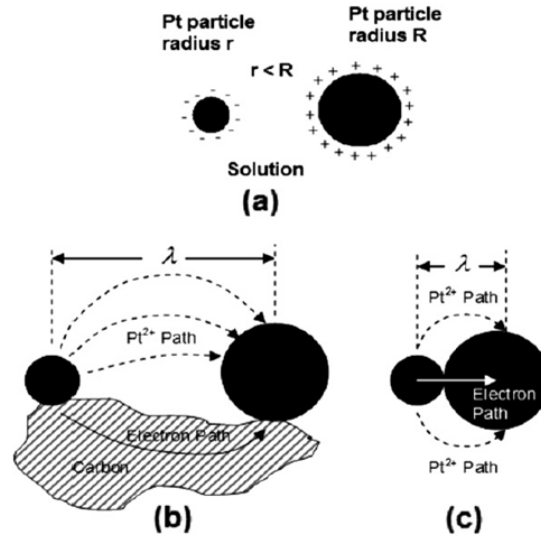 Pt particle
radius r
r < R
Pt particle
radius R
Solution
(a)
λ
Pt²⁺ Path
Electron Path
Carbon
(b)
λ
Pt²⁺ Path
Electron
Path
Pt²⁺ Path
(c)